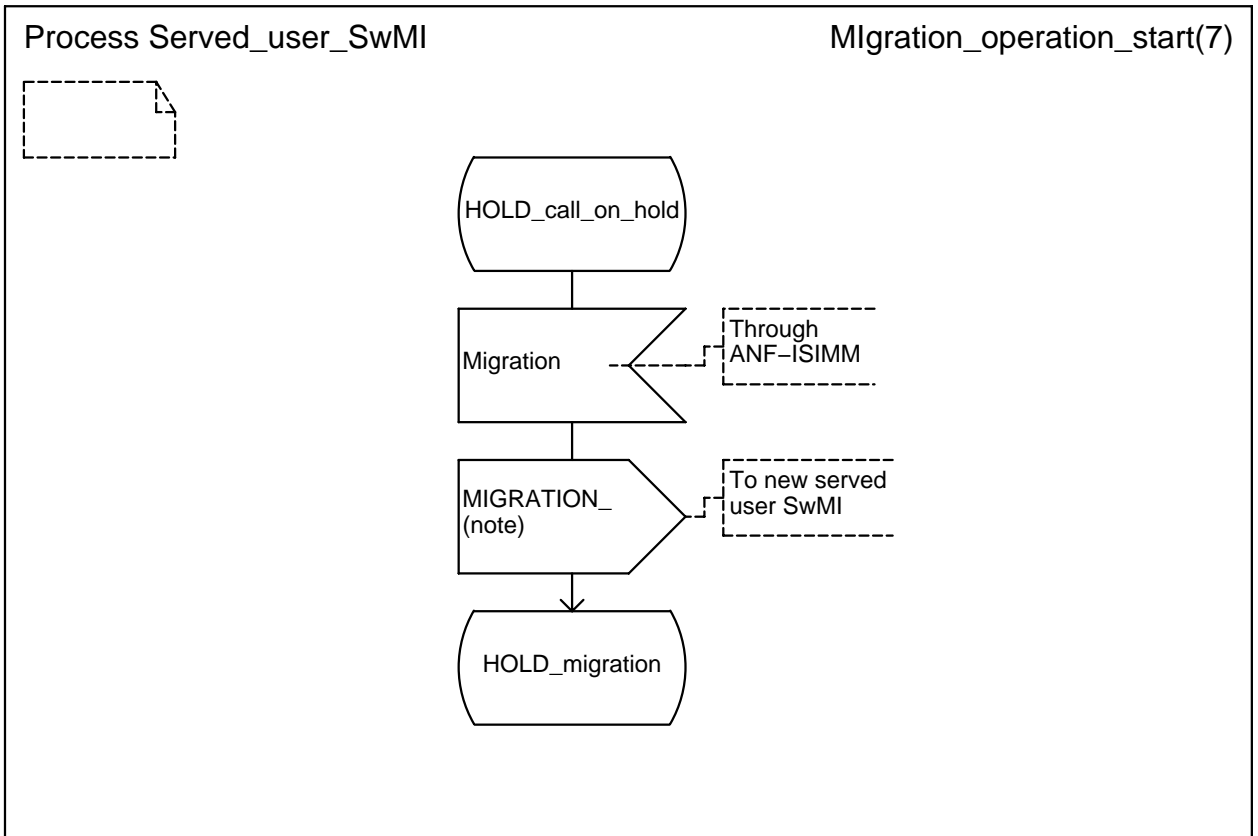 Process Served_user_SwMI
MIgration_operation_start(7)
HOLD_call_on_hold
Migration
Through
ANF−ISIMM
MIGRATION_
(note)
To new served
user SwMI
HOLD_migration